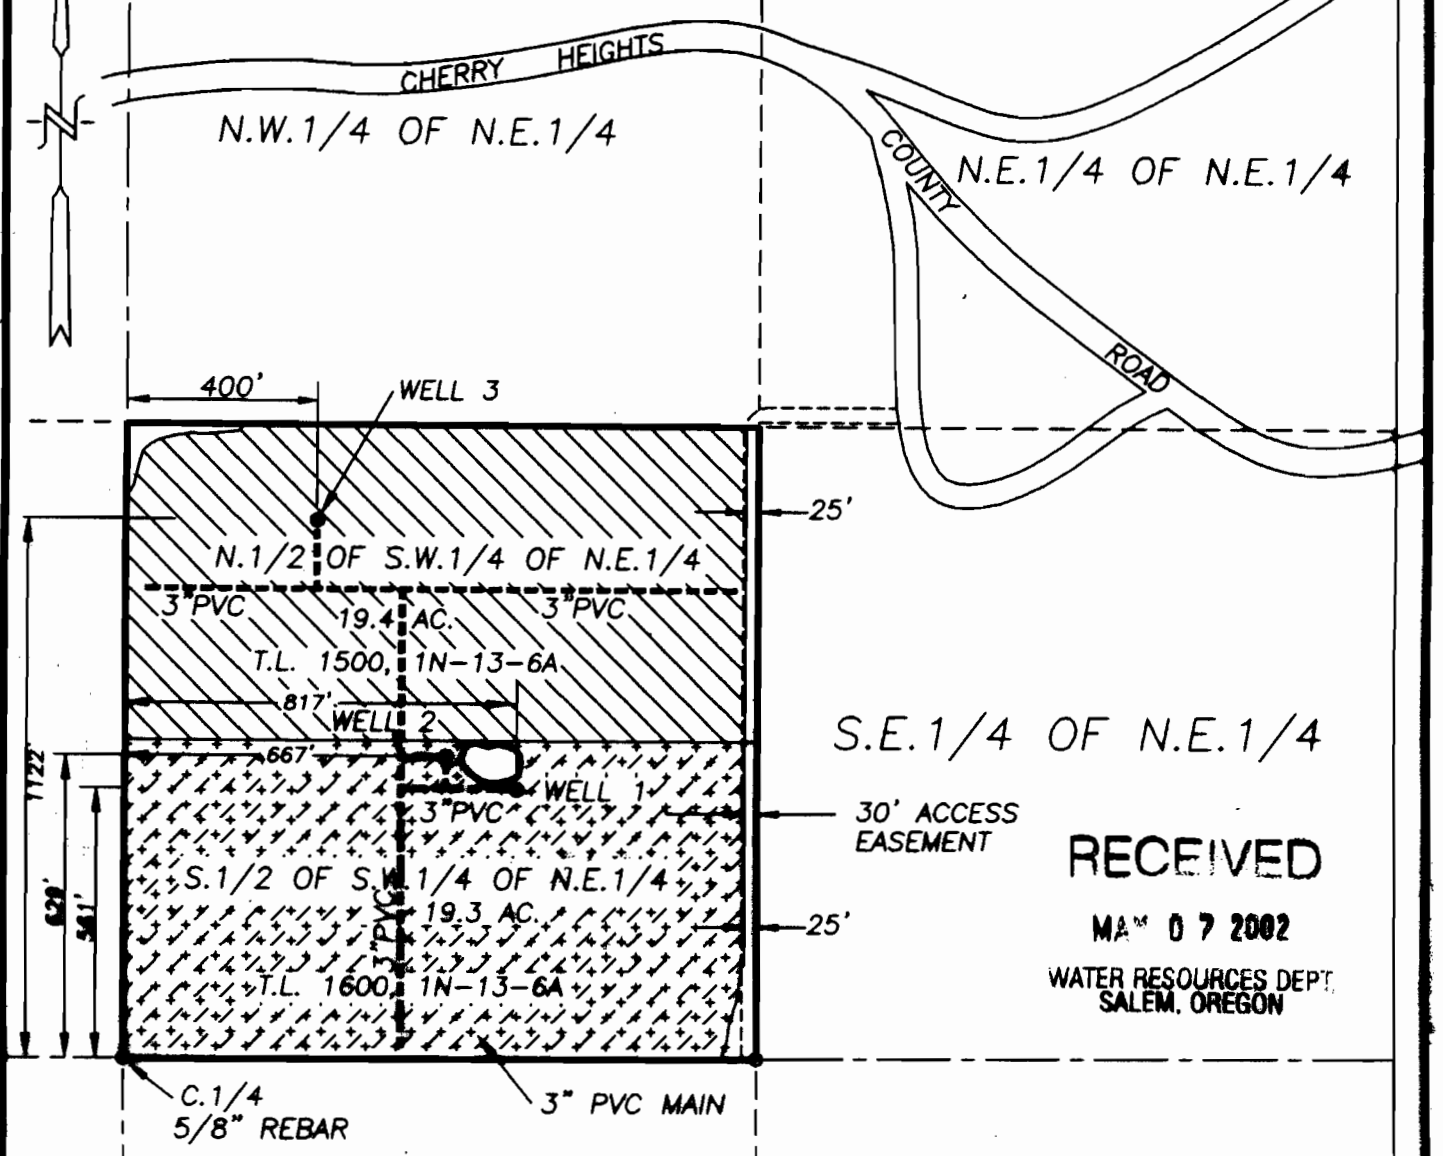 CHERRY HEIGHTS
COUNTY
ROAD
N.W.1/4 OF N.E.1/4
N.E.1/4 OF N.E.1/4
N
400'
WELL 3
25'
N.1/2 OF S.W.1/4 OF N.E.1/4
3"PVC
3"PVC
19.4 AC.
T.L. 1500, 1N-13-6A
817'
WELL 2
667'
1122'
S.E.1/4 OF N.E.1/4
WELL 1
3"PVC
30' ACCESS
EASEMENT
RECEIVED
S.1/2 OF S.W.1/4 OF N.E.1/4
19.3 AC.
3"PVC
25'
0 7 2002
WATER RESOURCES DEPT
SALEM, OREGON
T.L. 1600, 1N-13-6A
C.1/4
5/8" REBAR
3" PVC MAIN